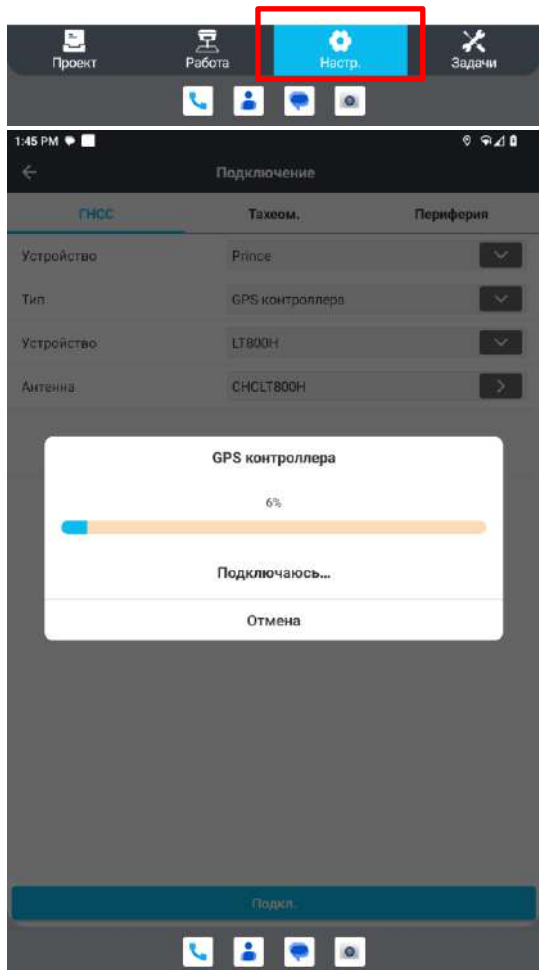 Проект Работа Настр. Задачи
1:45 PM
Подключение
ГНСС Тахеом. Периферия
Устройство Prince
Тип GPS контроллера
Устройство LT800H
Антенна CHCLT800H
GPS контроллера
6%
Подключаюсь...
Отмена
Подкл.